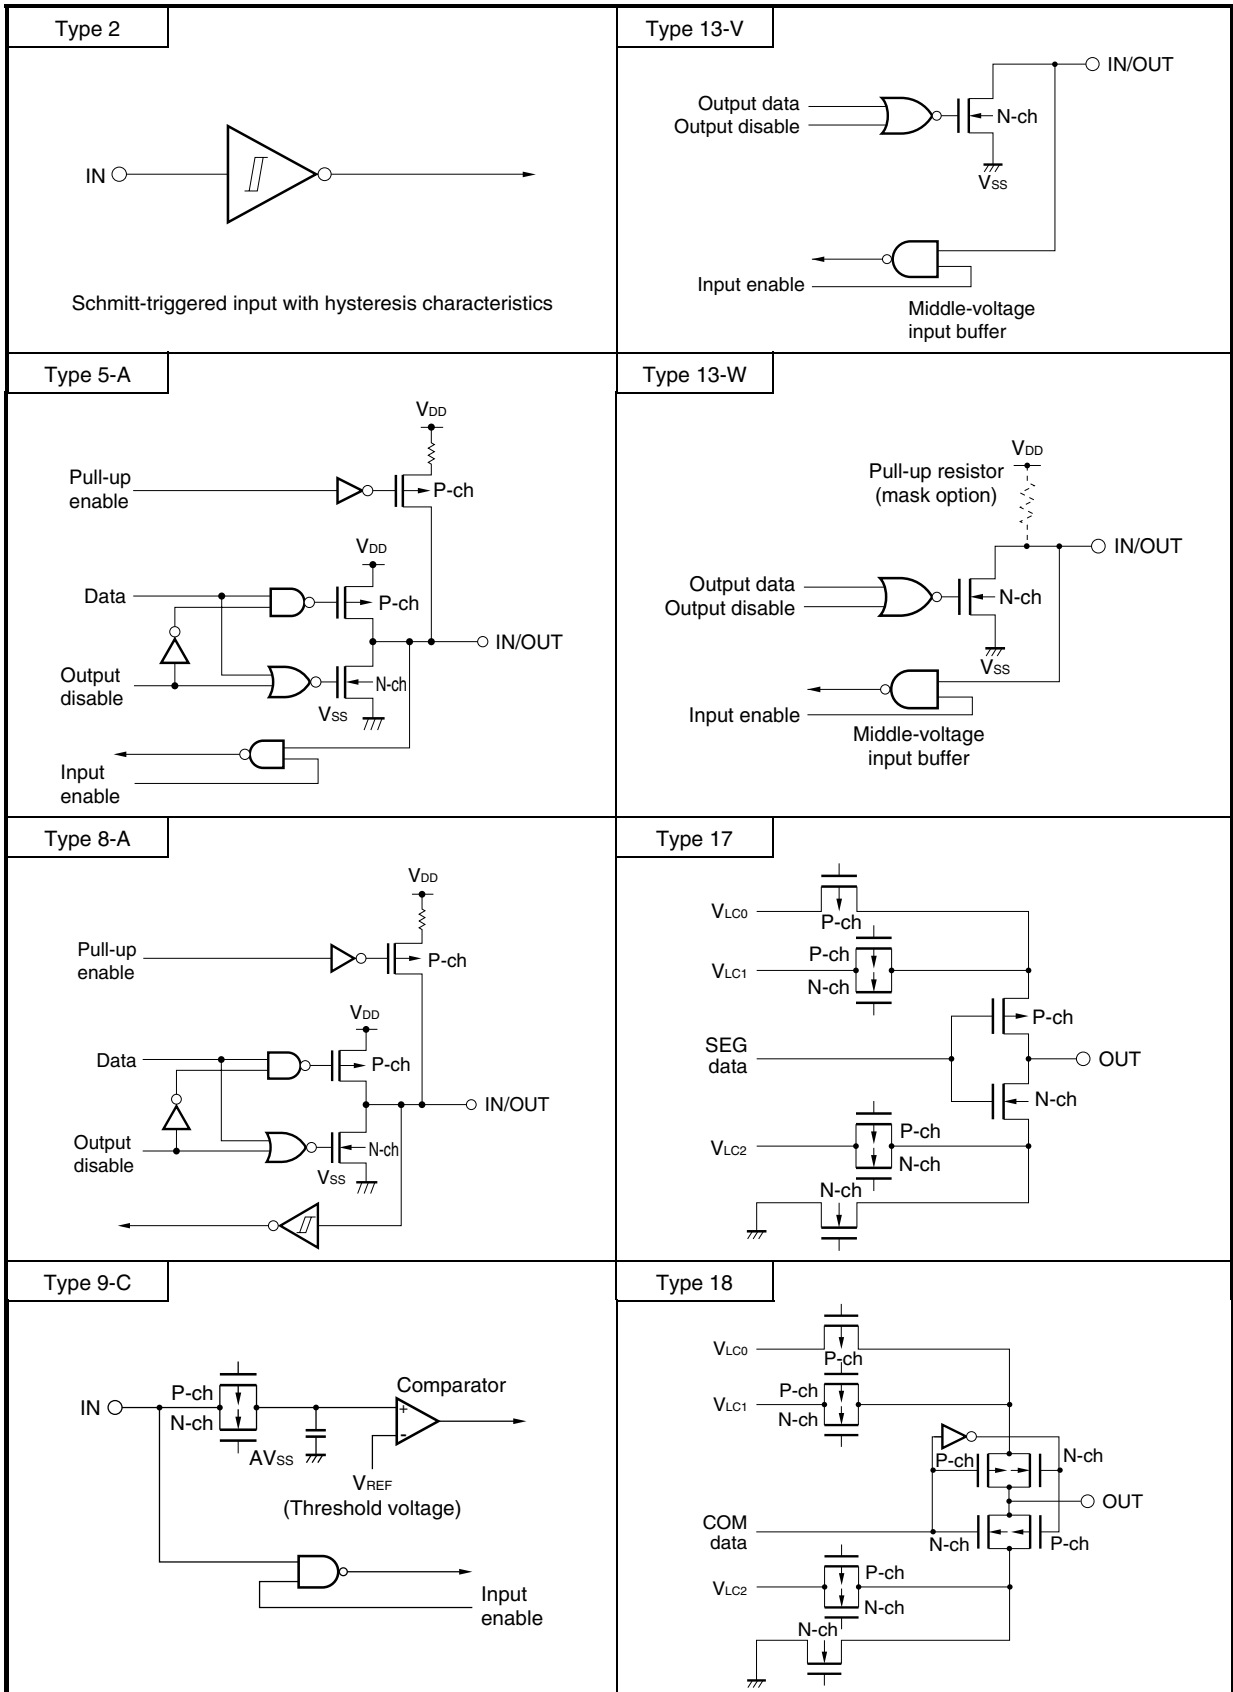 Type 2
IN
Schmitt-triggered input with hysteresis characteristics
Type 13-V
IN/OUT
Output data
Output disable
N-ch
VSS
Input enable
Middle-voltage
input buffer
Type 5-A
VDD
Pull-up
enable
P-ch
VDD
Data
P-ch
IN/OUT
Output
disable
N-ch
VSS
Input
enable
Type 13-W
VDD
Pull-up resistor
(mask option)
IN/OUT
Output data
Output disable
N-ch
VSS
Input enable
Middle-voltage
input buffer
Type 8-A
VDD
Pull-up
enable
P-ch
VDD
Data
P-ch
IN/OUT
Output
disable
N-ch
VSS
Type 17
VLC0
P-ch
P-ch
VLC1
N-ch
P-ch
SEG
data
OUT
N-ch
P-ch
VLC2
N-ch
N-ch
Type 9-C
Comparator
P-ch
IN
N-ch
+
-
AVSS
VREF
(Threshold voltage)
Input
enable
Type 18
VLC0
P-ch
P-ch
VLC1
N-ch
P-ch
N-ch
OUT
COM
data
N-ch
P-ch
P-ch
VLC2
N-ch
N-ch